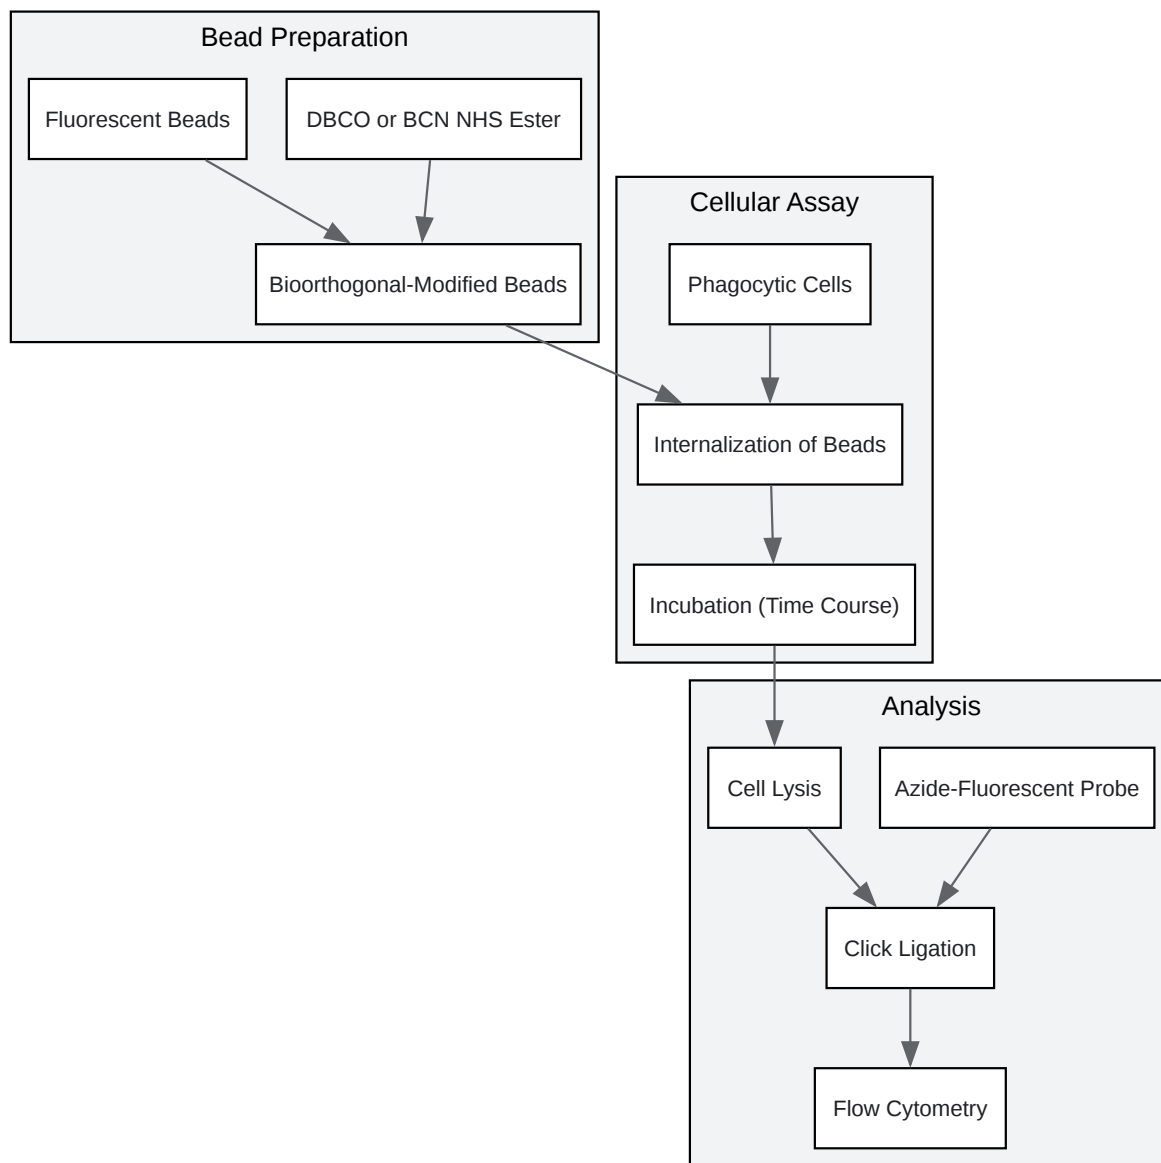 Bead Preparation
Fluorescent Beads
DBCO or BCN NHS Ester
Bioorthogonal-Modified Beads
Cellular Assay
Phagocytic Cells
Internalization of Beads
Incubation (Time Course)
Analysis
Cell Lysis
Azide-Fluorescent Probe
Click Ligation
Flow Cytometry